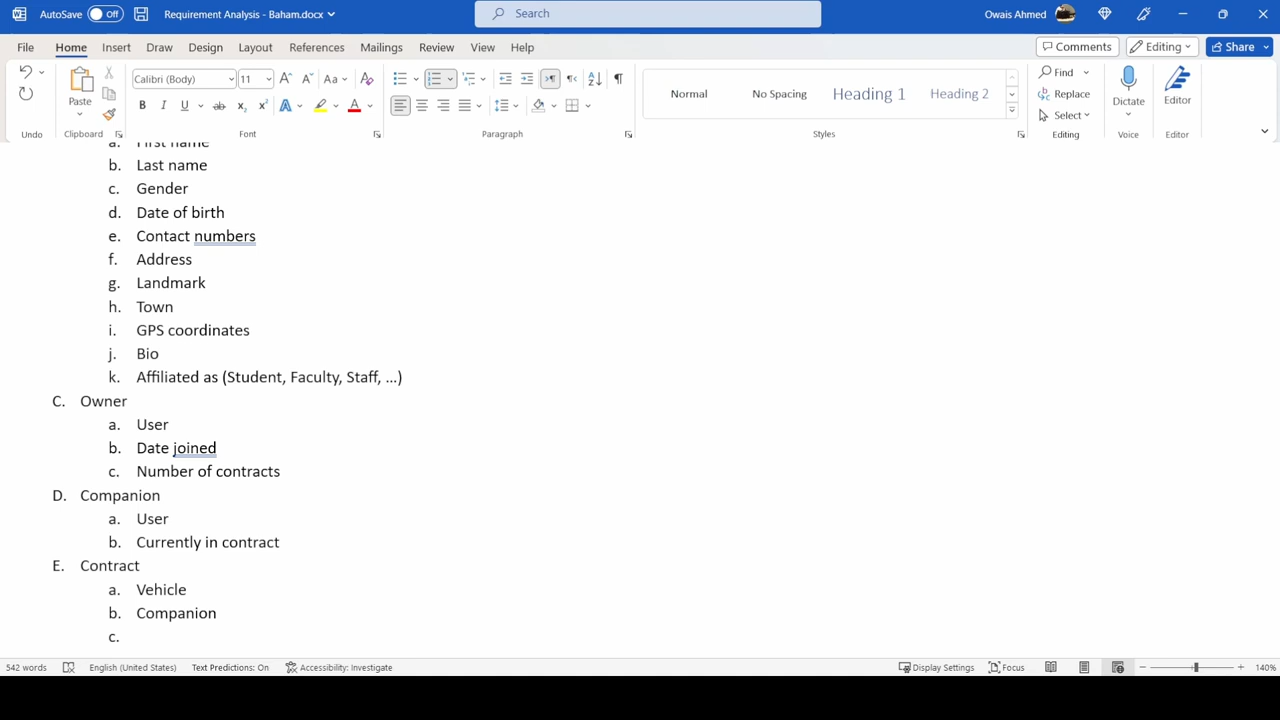 AutoSave Off Requirement Analysis - Baham.docx Search Owais Ahmed
File Home Insert Draw Design Layout References Mailings Review View Help Comments Editing Share
Calibri (Body) 11 Normal No Spacing Heading 1 Heading 2 Find
Paste Replace Dictate Editor
Select
Undo Clipboard Font Paragraph Styles Editing Voice Editor
a. First name
b. Last name
c. Gender
d. Date of birth
e. Contact numbers
f. Address
g. Landmark
h. Town
i. GPS coordinates
j. Bio
k. Affiliated as (Student, Faculty, Staff, ...)
C. Owner
a. User
b. Date joined
c. Number of contracts
D. Companion
a. User
b. Currently in contract
E. Contract
a. Vehicle
b. Companion
c.
542 words English (United States) Text Predictions: On Accessibility: Investigate Display Settings Focus 140%